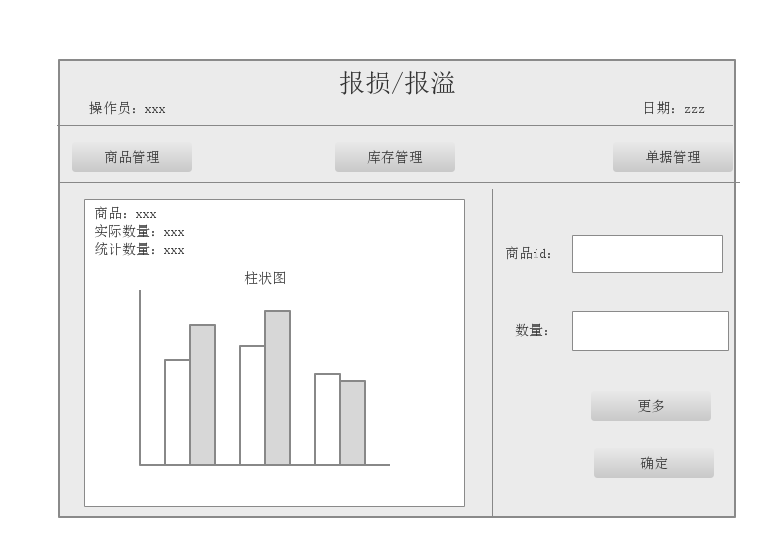 报损/报溢
操作员：xxx
日期：zzz
商品管理
库存管理
单据管理
商品：xxx
实际数量：xxx
统计数量：xxx
柱状图
商品id：
数量：
更多
确定